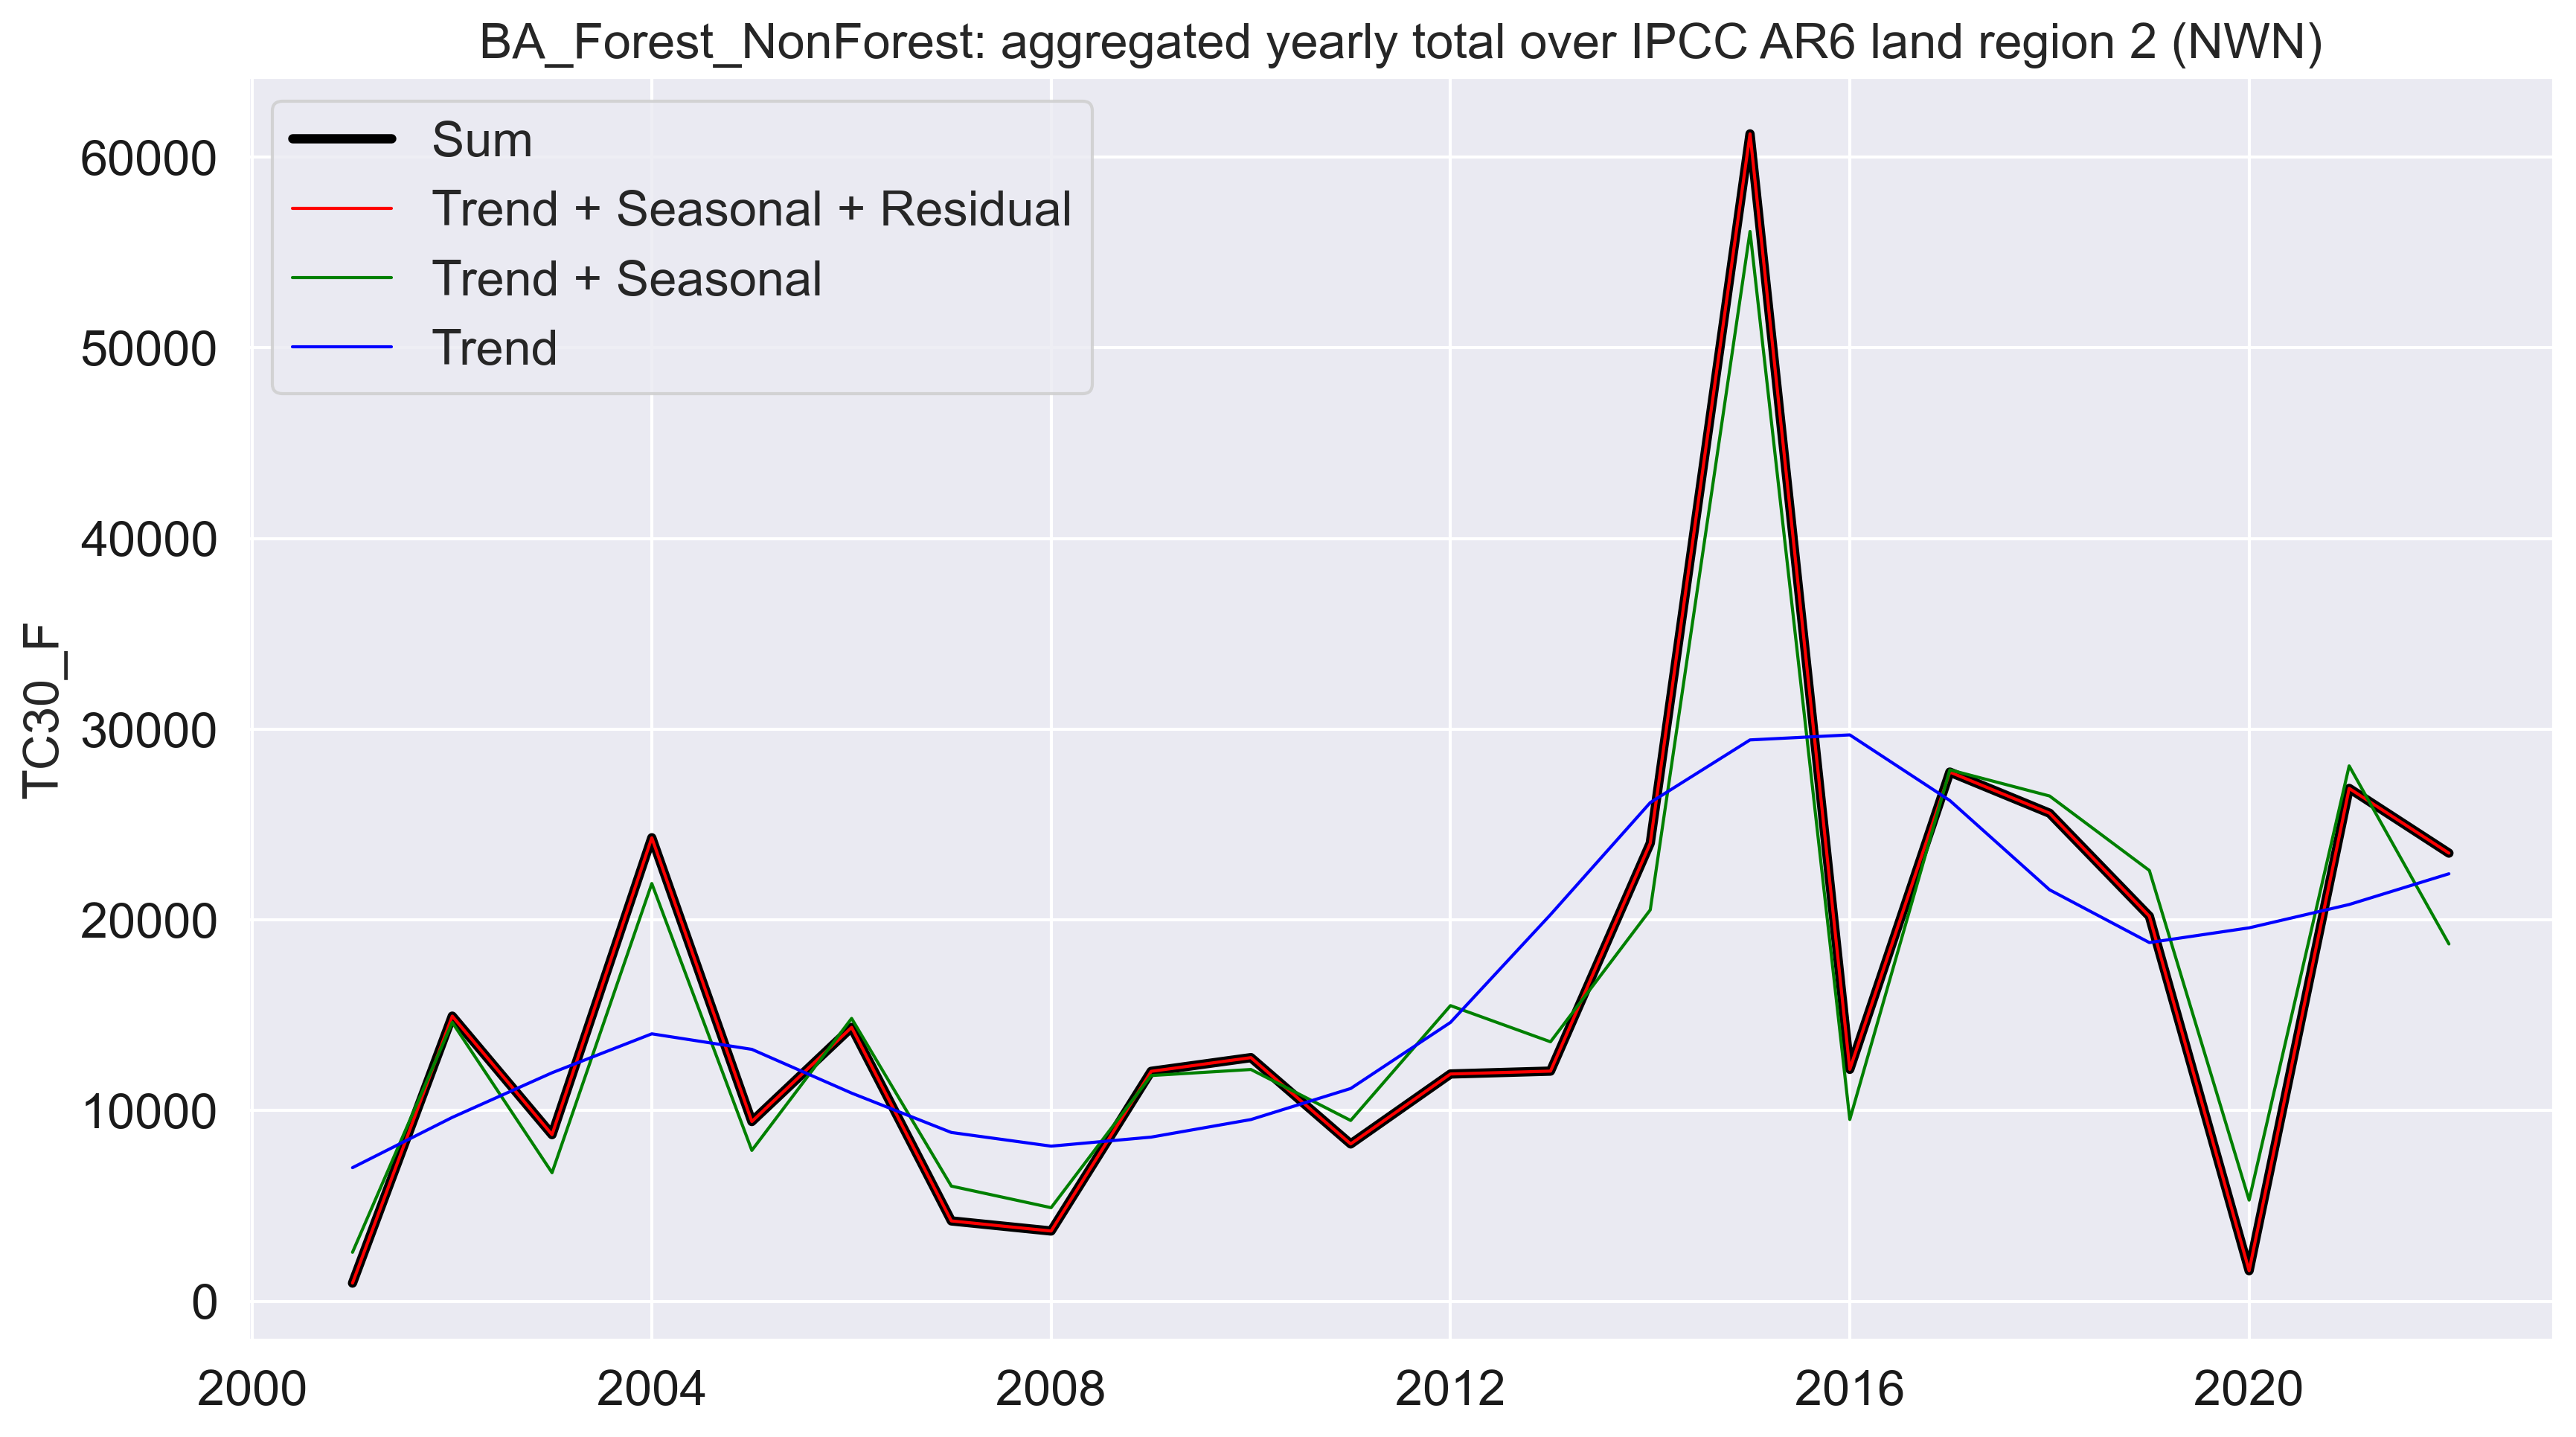 BA_Forest_NonForest: aggregated yearly total over IPCC AR6 land region 2 (NWN)
Sum
Trend + Seasonal + Residual
Trend + Seasonal
Trend
60000
50000
40000
30000
20000
10000
0
TC30_F
2000 2004 2008 2012 2016 2020